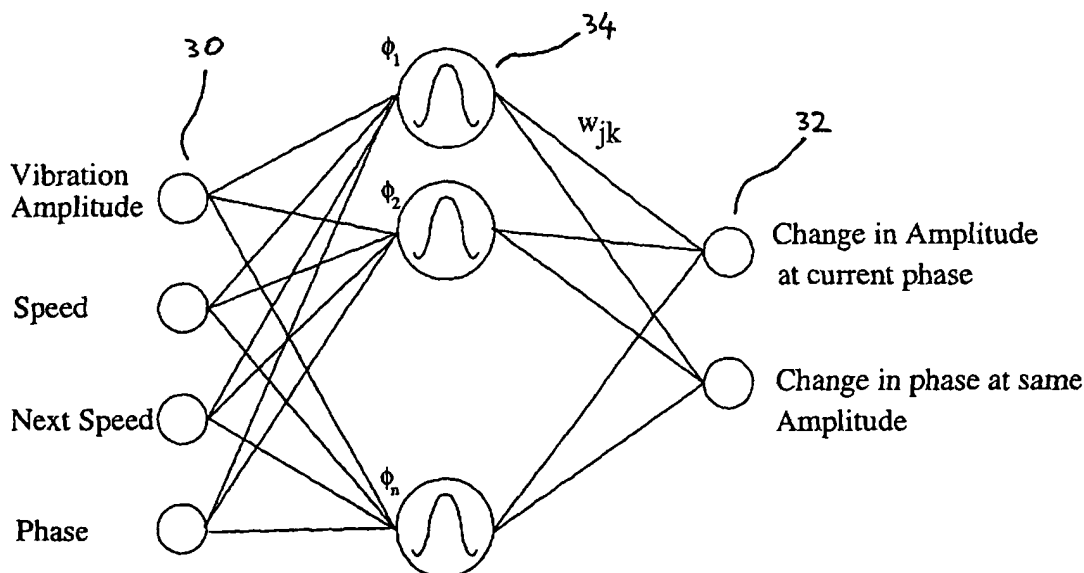 30
34
32
ϕ1
ϕ2
ϕn
wjk
Vibration
Amplitude
Speed
Next Speed
Phase
Change in Amplitude
at current phase
Change in phase at same
Amplitude